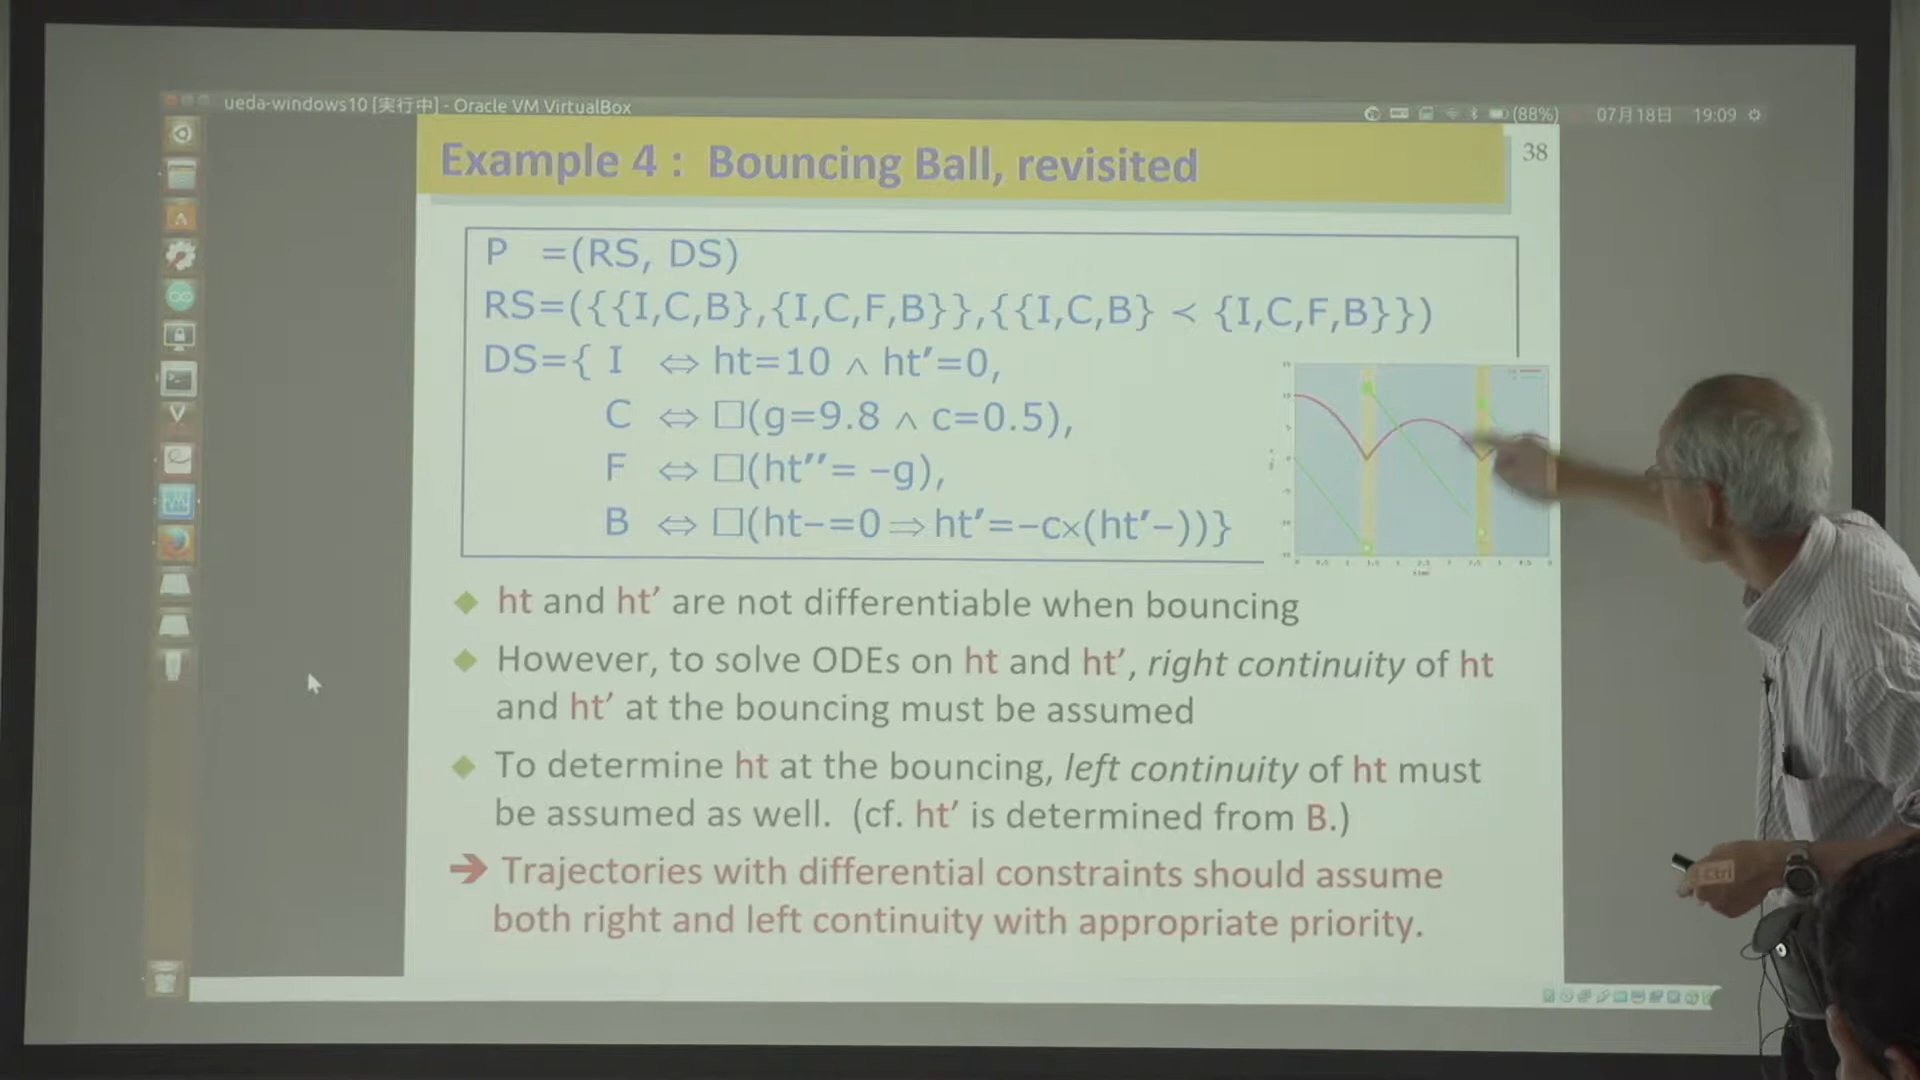 ueda-windows10 [実行中] - Oracle VM VirtualBox
(88%) 07月18日 19:09
Example 4 : Bouncing Ball, revisited
38
P =(RS, DS)
RS=({{I,C,B},{I,C,F,B}},{{I,C,B} ≺ {I,C,F,B}})
DS={ I ⇔ ht=10 ∧ ht′=0,
C ⇔ □(g=9.8 ∧ c=0.5),
F ⇔ □(ht′′= −g),
B ⇔ □(ht−=0⇒ht′=−c×(ht′−))}
◆ ht and ht’ are not differentiable when bouncing
◆ However, to solve ODEs on ht and ht’, right continuity of ht
and ht’ at the bouncing must be assumed
◆ To determine ht at the bouncing, left continuity of ht must
be assumed as well. (cf. ht’ is determined from B.)
➔ Trajectories with differential constraints should assume
both right and left continuity with appropriate priority.
Ctrl